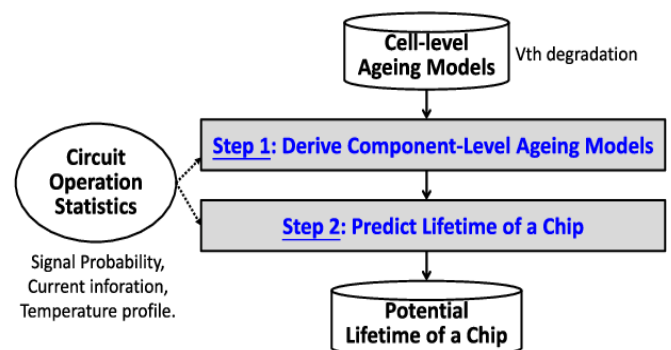 Cell-level
Ageing Models
Vth degradation
Step 1: Derive Component-Level Ageing Models
Circuit
Operation
Statistics
Step 2: Predict Lifetime of a Chip
Signal Probability,
Current inforation,
Temperature profile.
Potential
Lifetime of a Chip